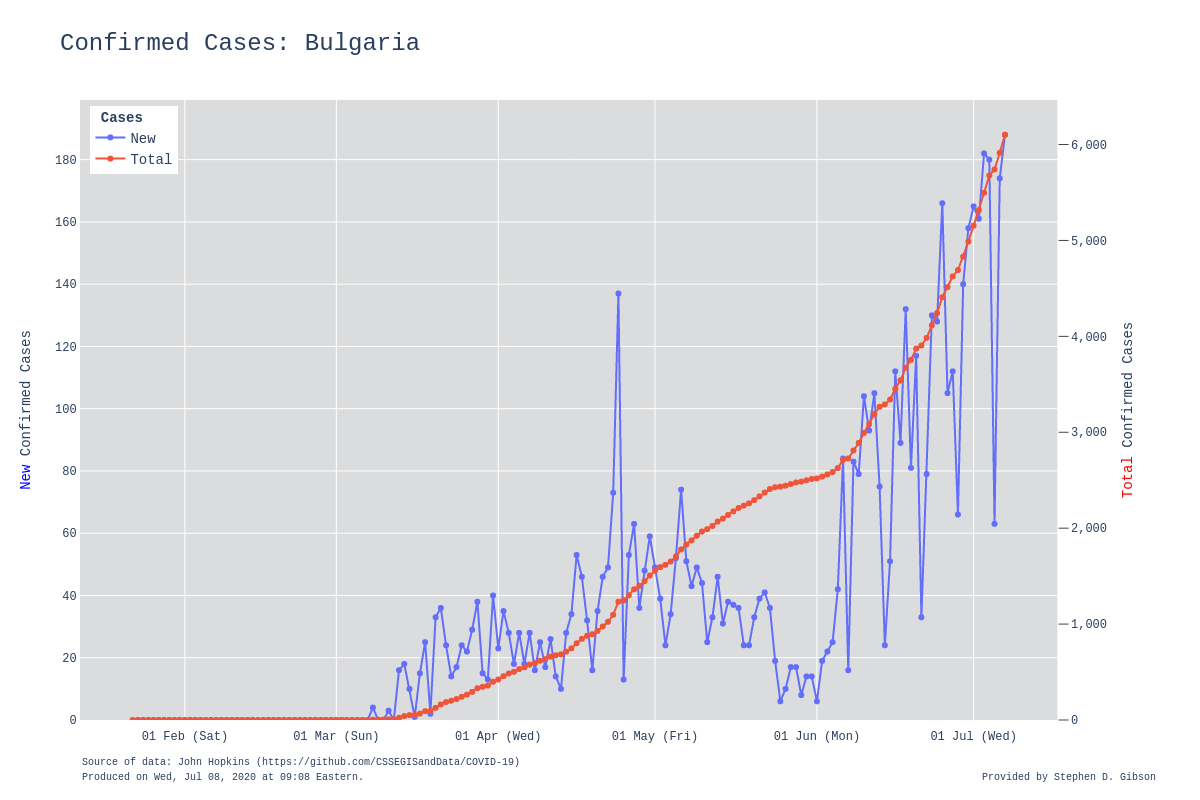 Confirmed Cases: Bulgaria
Cases
New
Total
180
160
140
120
100
80
60
40
20
0
6,000
5,000
4,000
3,000
2,000
1,000
0
New Confirmed Cases
Total Confirmed Cases
01 Feb (Sat) 01 Mar (Sun) 01 Apr (Wed) 01 May (Fri) 01 Jun (Mon) 01 Jul (Wed)
Source of data: John Hopkins (https://github.com/CSSEGISandData/COVID-19)
Produced on Wed, Jul 08, 2020 at 09:08 Eastern.
Provided by Stephen D. Gibson